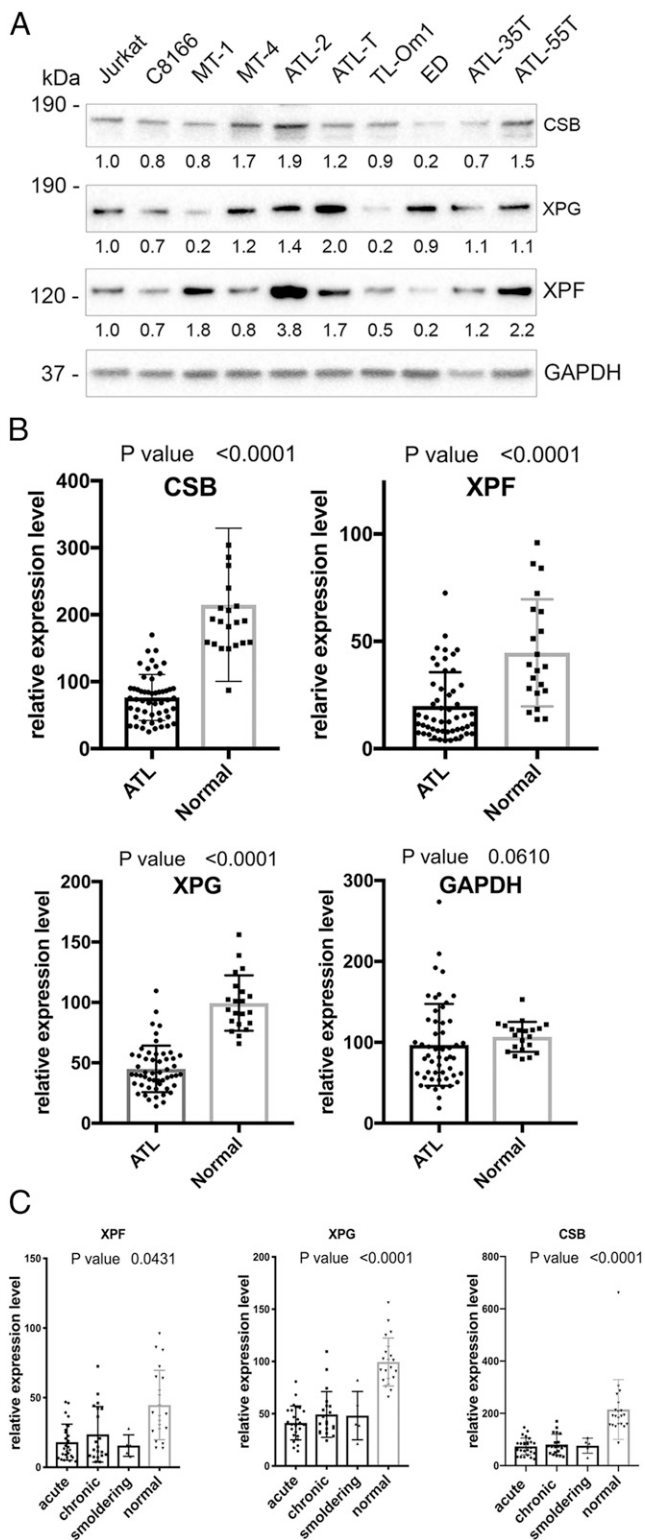 A
Jurkat C8166 MT-1 MT-4 ATL-2 ATL-T TL-Om1 ED ATL-35T ATL-55T
kDa
190 - CSB
1.0 0.8 0.8 1.7 1.9 1.2 0.9 0.2 0.7 1.5
190 - XPG
1.0 0.7 0.2 1.2 1.4 2.0 0.2 0.9 1.1 1.1
120 - XPF
1.0 0.7 1.8 0.8 3.8 1.7 0.5 0.2 1.2 2.2
37 - GAPDH
B
P value <0.0001
CSB
relative expression level
400
300
200
100
0
ATL Normal
P value <0.0001
XPF
relarive expression level
100
50
0
ATL Normal
P value <0.0001
XPG
relative expression level
200
150
100
50
0
ATL Normal
P value 0.0610
GAPDH
relative expression level
300
200
100
0
ATL Normal
C
XPF
P value 0.0431
relative expression level
150
100
50
0
acute chronic smoldering normal
XPG
P value <0.0001
relative expression level
200
150
100
50
0
acute chronic smoldering normal
CSB
P value <0.0001
relative expression level
800
600
400
200
0
acute chronic smoldering normal